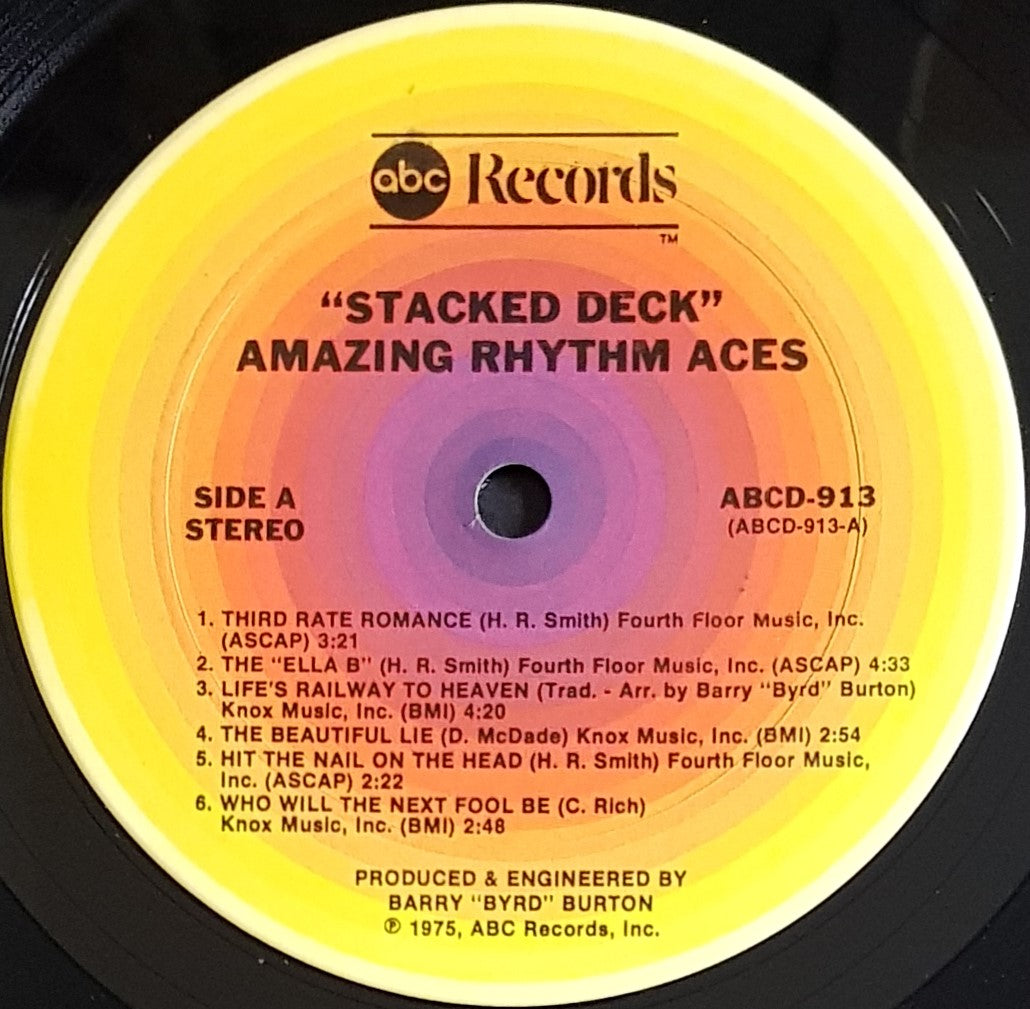 abc Records
TM
"STACKED DECK"
AMAZING RHYTHM ACES
SIDE A
STEREO
ABCD-913
(ABCD-913-A)
1. THIRD RATE ROMANCE (H. R. Smith) Fourth Floor Music, Inc.
(ASCAP) 3:21
2. THE "ELLA B" (H. R. Smith) Fourth Floor Music, Inc. (ASCAP) 4:33
3. LIFE'S RAILWAY TO HEAVEN (Trad. - Arr. by Barry "Byrd" Burton)
Knox Music, Inc. (BMI) 4:20
4. THE BEAUTIFUL LIE (D. McDade) Knox Music, Inc. (BMI) 2:54
5. HIT THE NAIL ON THE HEAD (H. R. Smith) Fourth Floor Music,
Inc. (ASCAP) 2:22
6. WHO WILL THE NEXT FOOL BE (C. Rich)
Knox Music, Inc. (BMI) 2:48
PRODUCED & ENGINEERED BY
BARRY "BYRD" BURTON
℗ 1975, ABC Records, Inc.